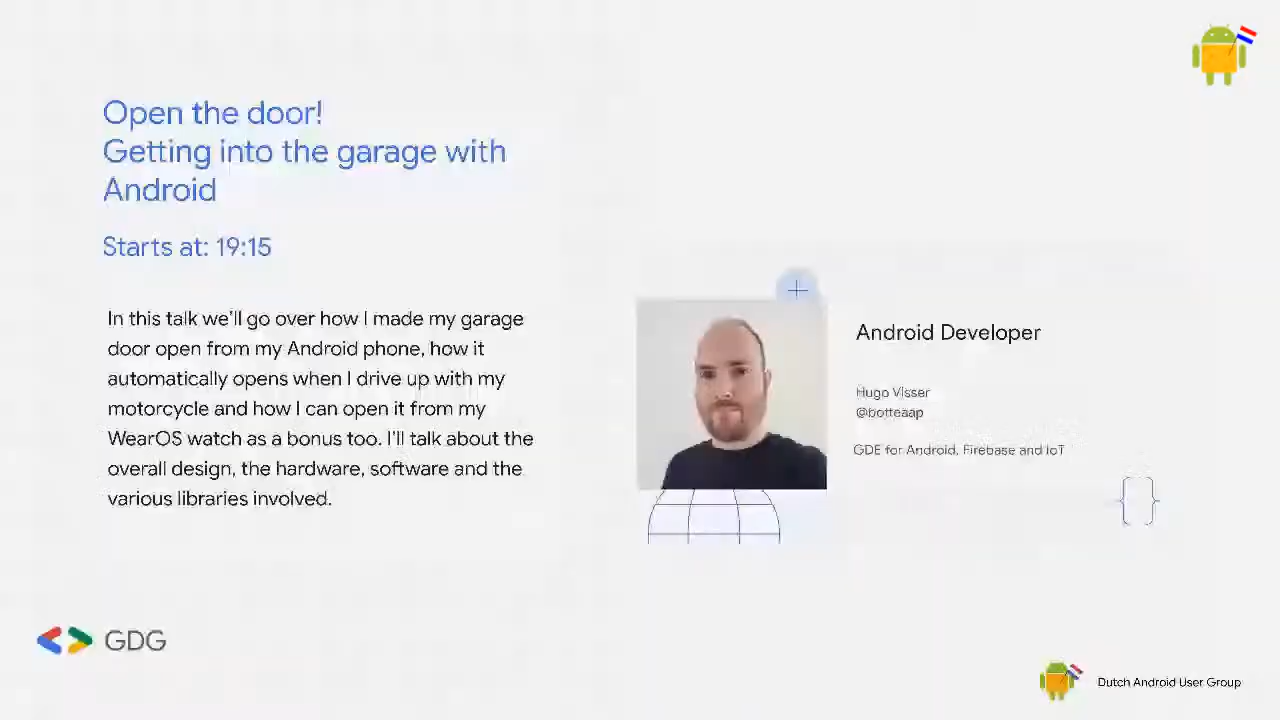 Open the door!
Getting into the garage with
Android
Starts at: 19:15
In this talk we'll go over how I made my garage
door open from my Android phone, how it
automatically opens when I drive up with my
motorcycle and how I can open it from my
WearOS watch as a bonus too. I'll talk about the
overall design, the hardware, software and the
various libraries involved.
Android Developer
Hugo Visser
@botteaap
GDE for Android, Firebase and IoT
GDG
Dutch Android User Group